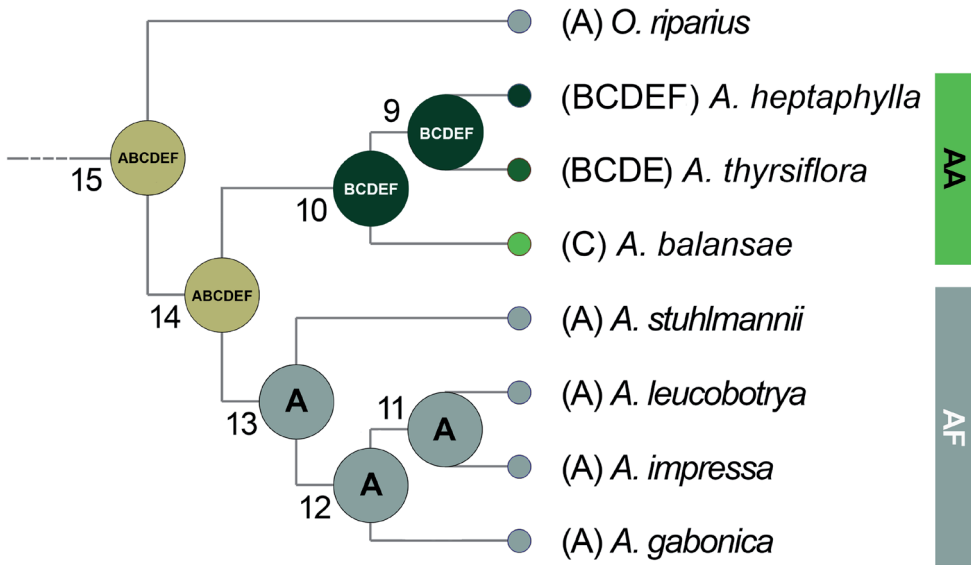 (A) O. riparius
(BCDEF) A. heptaphylla
9
BCDEF
ABCDEF
15
(BCDE) A. thyrsiflora
AA
BCDEF
10
(C) A. balansae
ABCDEF
14
(A) A. stuhlmannii
A
13
(A) A. leucobotrya
11
A
AF
(A) A. impressa
A
12
(A) A. gabonica